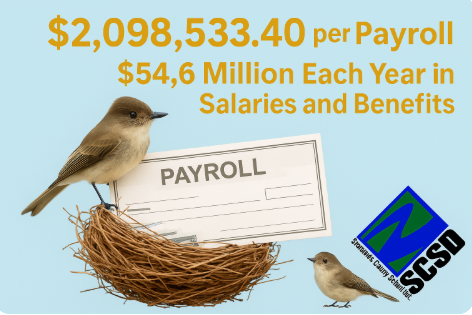 $2,098,533.40 per Payroll
$54,6 Million Each Year in
Salaries and Benefits
PAYROLL
SCSD